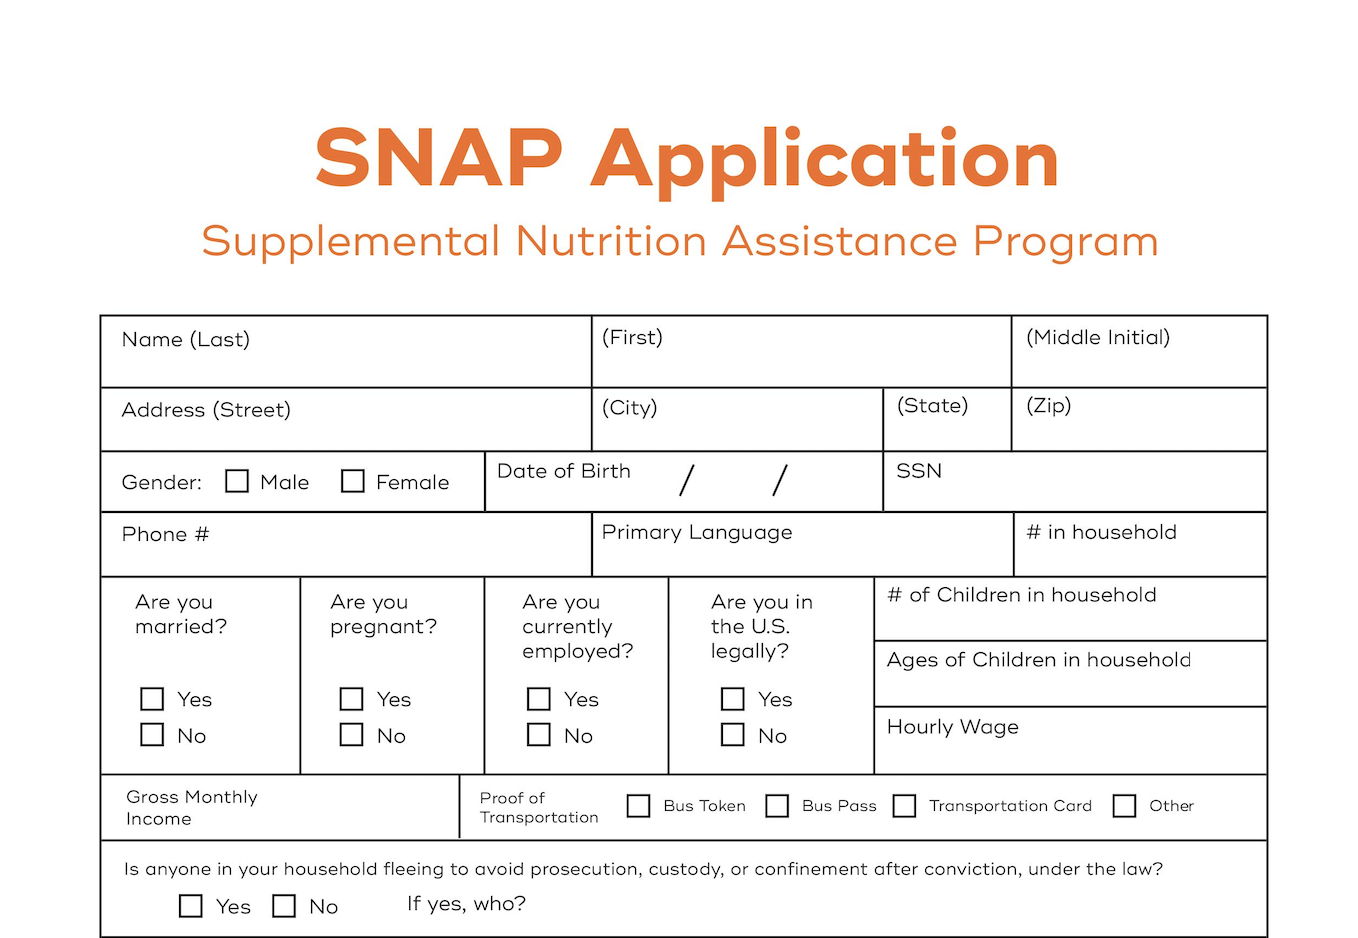 SNAP Application
Supplemental Nutrition Assistance Program
Name (Last) (First) (Middle Initial)
Address (Street) (City) (State) (Zip)
Gender: Male Female Date of Birth / / SSN
Phone # Primary Language # in household
Are you married?
Yes
No
Are you pregnant?
Yes
No
Are you currently employed?
Yes
No
Are you in the U.S. legally?
Yes
No
# of Children in household
Ages of Children in household
Hourly Wage
Gross Monthly Income
Proof of Transportation Bus Token Bus Pass Transportation Card Other
Is anyone in your household fleeing to avoid prosecution, custody, or confinement after conviction, under the law?
Yes No If yes, who?